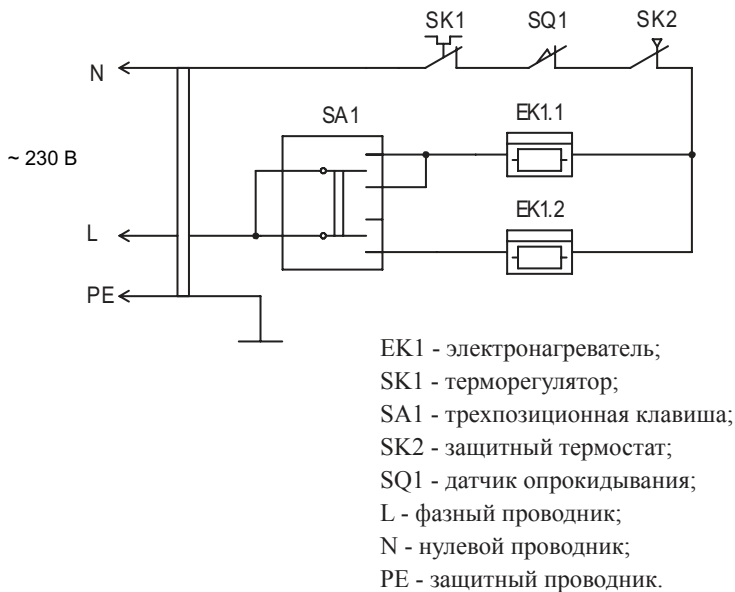 SK1 SQ1 SK2
N
SA1 EK1.1
~ 230 В
EK1.2
L
PE
EK1 - электронагреватель;
SK1 - терморегулятор;
SA1 - трехпозиционная клавиша;
SK2 - защитный термостат;
SQ1 - датчик опрокидывания;
L - фазный проводник;
N - нулевой проводник;
PE - защитный проводник.